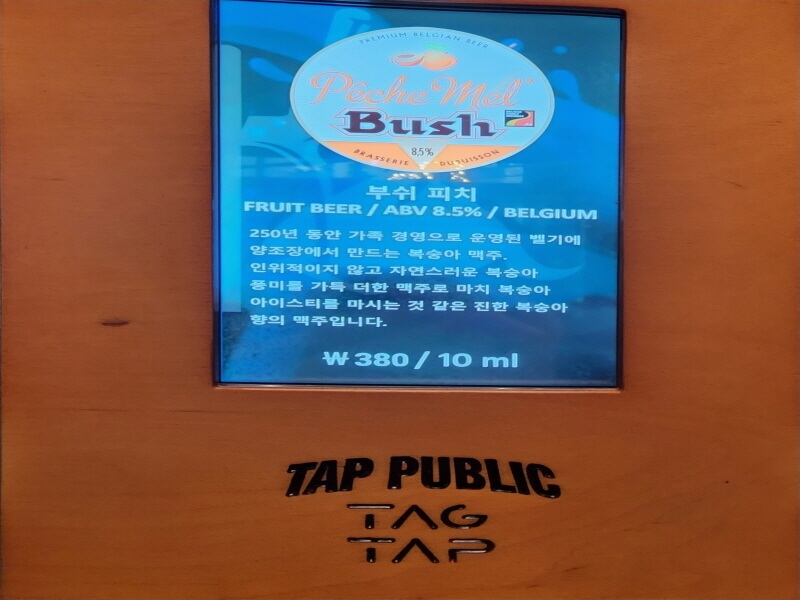 PREMIUM BELGIAN BEER
Pêche Mél
Bush
8,5%
BRASSERIE DUBUISSON
부쉬 피치
FRUIT BEER / ABV 8.5% / BELGIUM
250년 동안 가족 경영으로 운영된 벨기에
양조장에서 만드는 복숭아 맥주.
인위적이지 않고 자연스러운 복숭아
풍미를 가득 더한 맥주로 마치 복숭아
아이스티를 마시는 것 같은 진한 복숭아
향의 맥주입니다.
₩ 380 / 10 ml
TAP PUBLIC
TAG
TAP